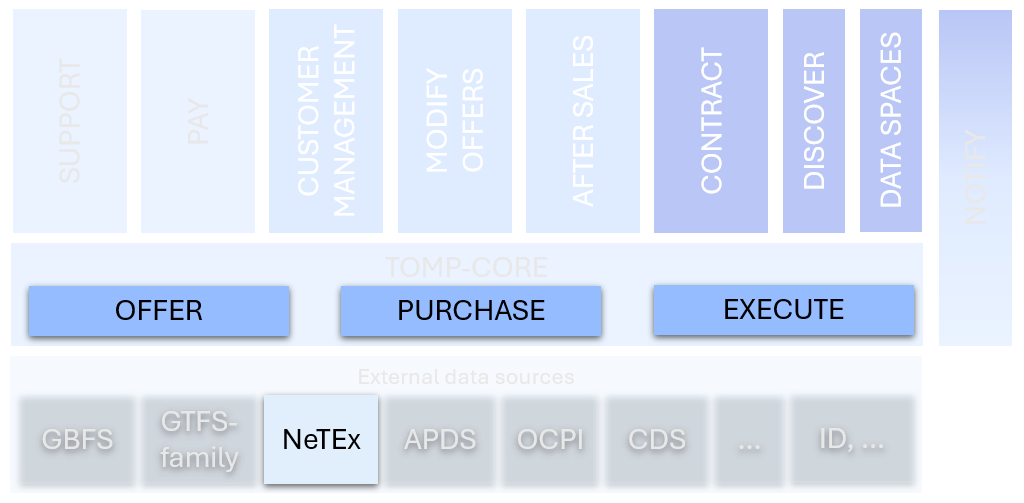 SUPPORT
PAY
CUSTOMER
MANAGEMENT
MODIFY
OFFERS
AFTER SALES
CONTRACT
DISCOVER
DATA SPACES
NOTIFY
TOMP-CORE
OFFER
PURCHASE
EXECUTE
External data sources
GBFS
GTFS-
family
NeTEx
APDS
OCPI
CDS
...
ID, ...